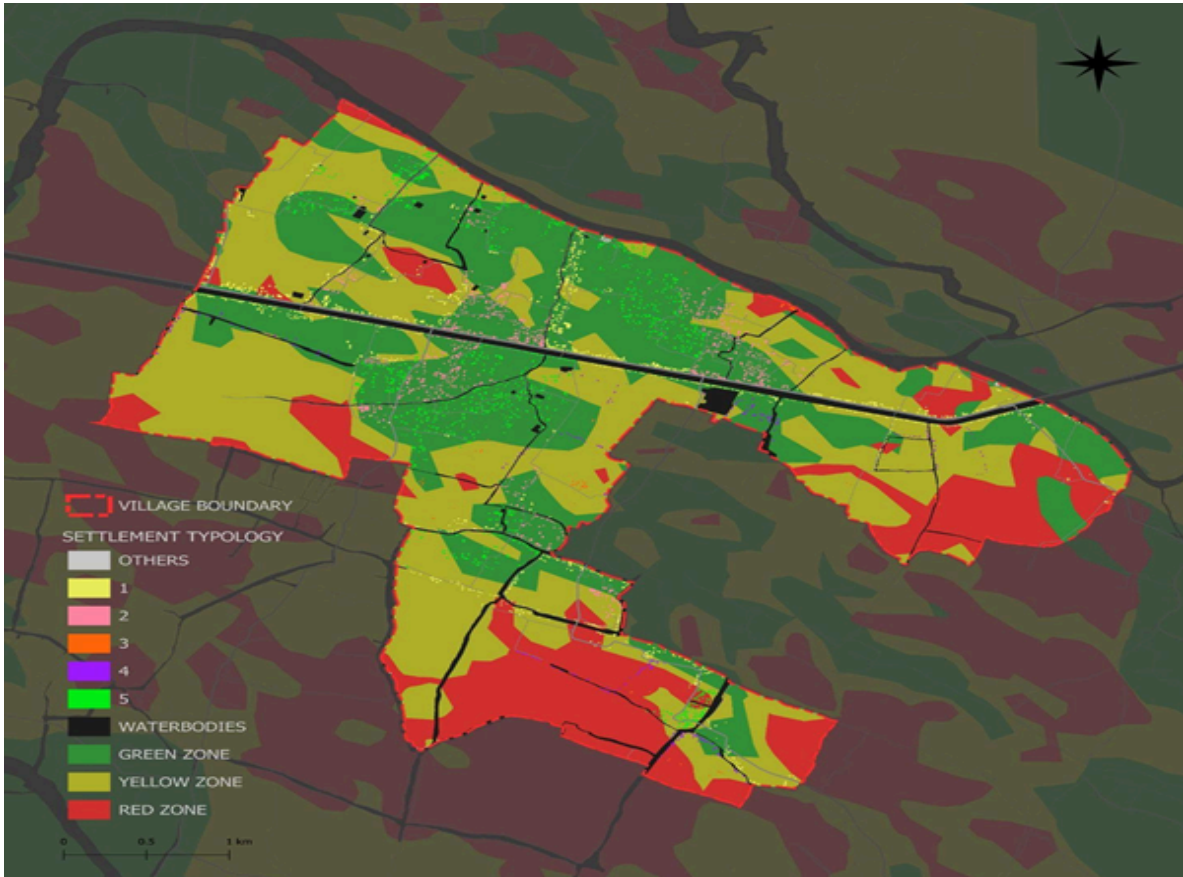 VILLAGE BOUNDARY
SETTLEMENT TYPOLOGY
OTHERS
1
2
3
4
5
WATERBODIES
GREEN ZONE
YELLOW ZONE
RED ZONE
0 0.5 1 km